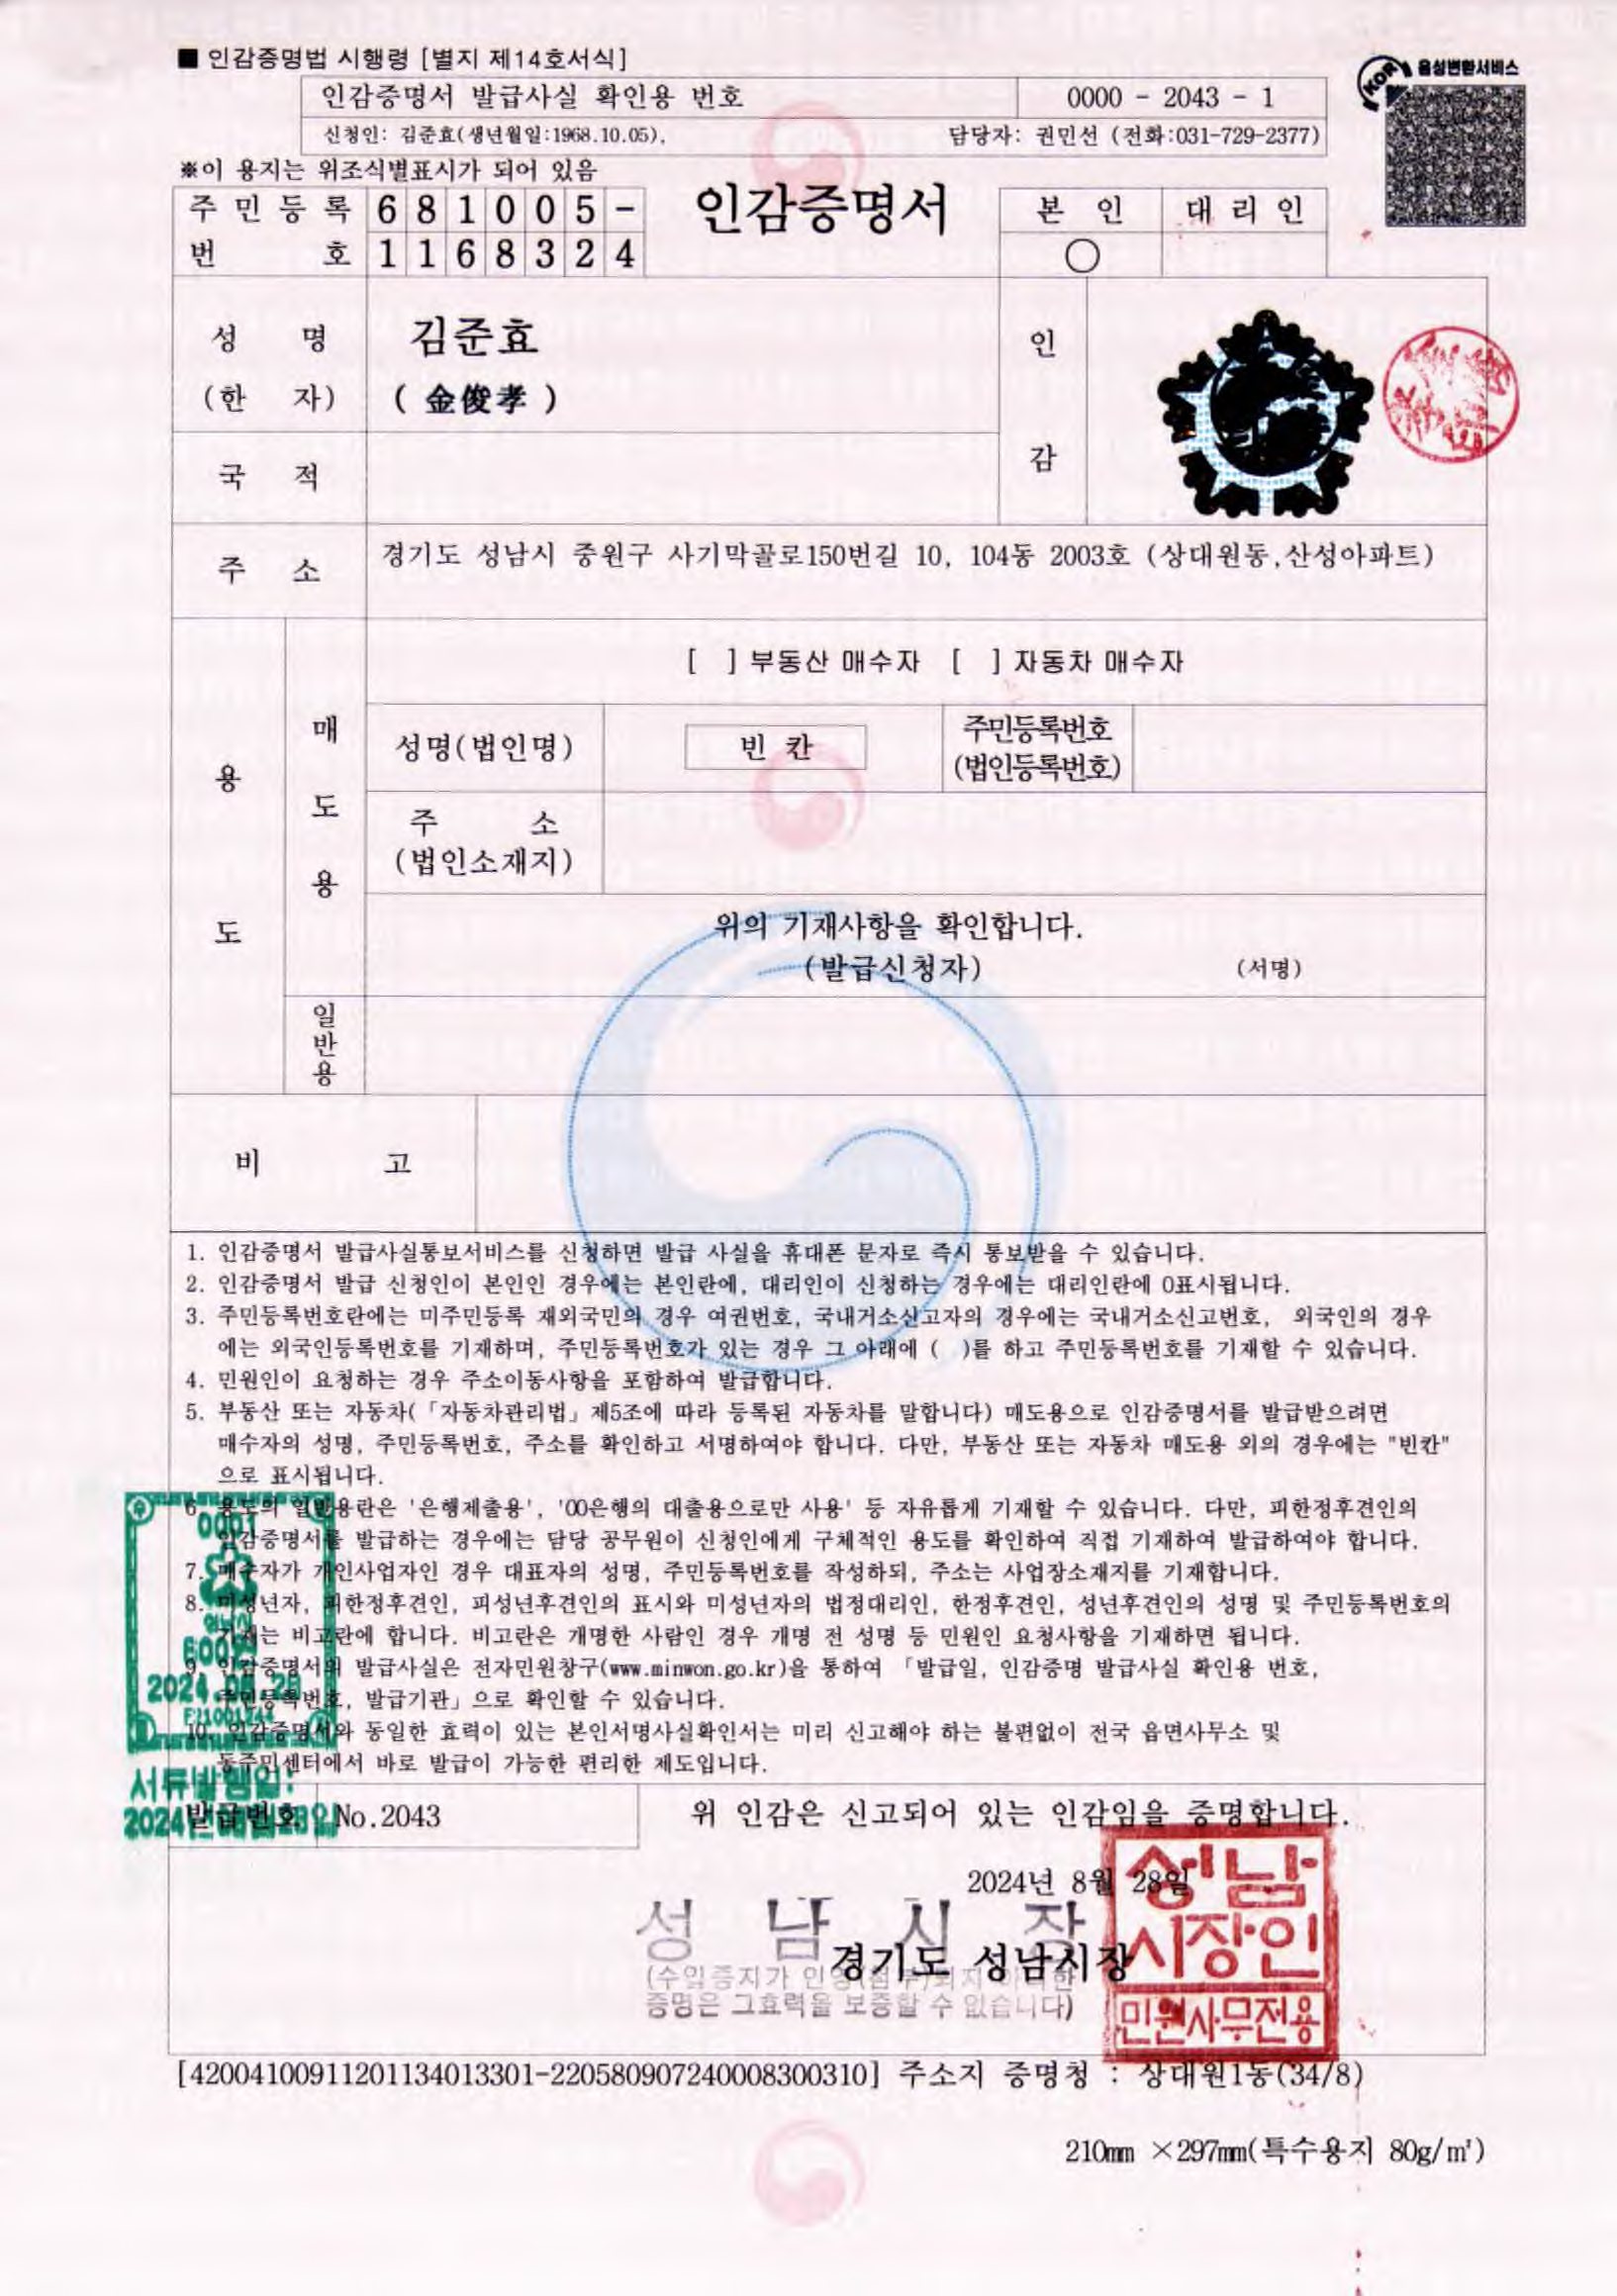 ■ 인감증명법 시행령 [별지 제14호서식]
음성변환서비스
KOR
인감증명서 발급사실 확인용 번호 0000 - 2043 - 1
신청인: 김준효(생년월일:1968.10.05), 담당자: 권민선 (전화:031-729-2377)
※이 용지는 위조식별표시가 되어 있음
주민등록 681005-
번호 1168324
인감증명서
본 인 대리인
○
성 명 김준효
(한 자) ( 金俊孝 )
인
감
국 적
주 소 경기도 성남시 중원구 사기막골로150번길 10, 104동 2003호 (상대원동,산성아파트)
용
도
매
도
용
[ ] 부동산 매수자 [ ] 자동차 매수자
성명(법인명) 빈 칸 주민등록번호
(법인등록번호)
주 소
(법인소재지)
위의 기재사항을 확인합니다.
(발급신청자) (서명)
일
반
용
비 고
1. 인감증명서 발급사실통보서비스를 신청하면 발급 사실을 휴대폰 문자로 즉시 통보받을 수 있습니다.
2. 인감증명서 발급 신청인이 본인인 경우에는 본인란에, 대리인이 신청하는 경우에는 대리인란에 0표시됩니다.
3. 주민등록번호란에는 미주민등록 재외국민의 경우 여권번호, 국내거소신고자의 경우에는 국내거소신고번호, 외국인의 경우
에는 외국인등록번호를 기재하며, 주민등록번호가 있는 경우 그 아래에 ( )를 하고 주민등록번호를 기재할 수 있습니다.
4. 민원인이 요청하는 경우 주소이동사항을 포함하여 발급합니다.
5. 부동산 또는 자동차(「자동차관리법」제5조에 따라 등록된 자동차를 말합니다) 매도용으로 인감증명서를 발급받으려면
매수자의 성명, 주민등록번호, 주소를 확인하고 서명하여야 합니다. 다만, 부동산 또는 자동차 매도용 외의 경우에는 "빈칸"
으로 표시됩니다.
6. 용도의 일반용란은 '은행제출용', '00은행의 대출용으로만 사용' 등 자유롭게 기재할 수 있습니다. 다만, 피한정후견인의
인감증명서를 발급하는 경우에는 담당 공무원이 신청인에게 구체적인 용도를 확인하여 직접 기재하여 발급하여야 합니다.
7. 매수자가 개인사업자인 경우 대표자의 성명, 주민등록번호를 작성하되, 주소는 사업장소재지를 기재합니다.
8. 미성년자, 피한정후견인, 피성년후견인의 표시와 미성년자의 법정대리인, 한정후견인, 성년후견인의 성명 및 주민등록번호의
기재는 비고란에 합니다. 비고란은 개명한 사람인 경우 개명 전 성명 등 민원인 요청사항을 기재하면 됩니다.
9. 인감증명서의 발급사실은 전자민원창구(www.minwon.go.kr)을 통하여 「발급일, 인감증명 발급사실 확인용 번호,
주민등록번호, 발급기관」으로 확인할 수 있습니다.
10. 인감증명서와 동일한 효력이 있는 본인서명사실확인서는 미리 신고해야 하는 불편없이 전국 읍면사무소 및
동주민센터에서 바로 발급이 가능한 편리한 제도입니다.
서류발행일:
발급번호 No.2043
위 인감은 신고되어 있는 인감임을 증명합니다.
2024년 8월 28일
성 남 시 장
경기도 성남시장
증명은 그효력을 보증할 수 없습니다)
성남
시장인
민원사무전용
[42004100911201134013301-220580907240008300310] 주소지 증명청 : 상대원1동(34/8)
210mm ×297mm(특수용지 80g/m²)